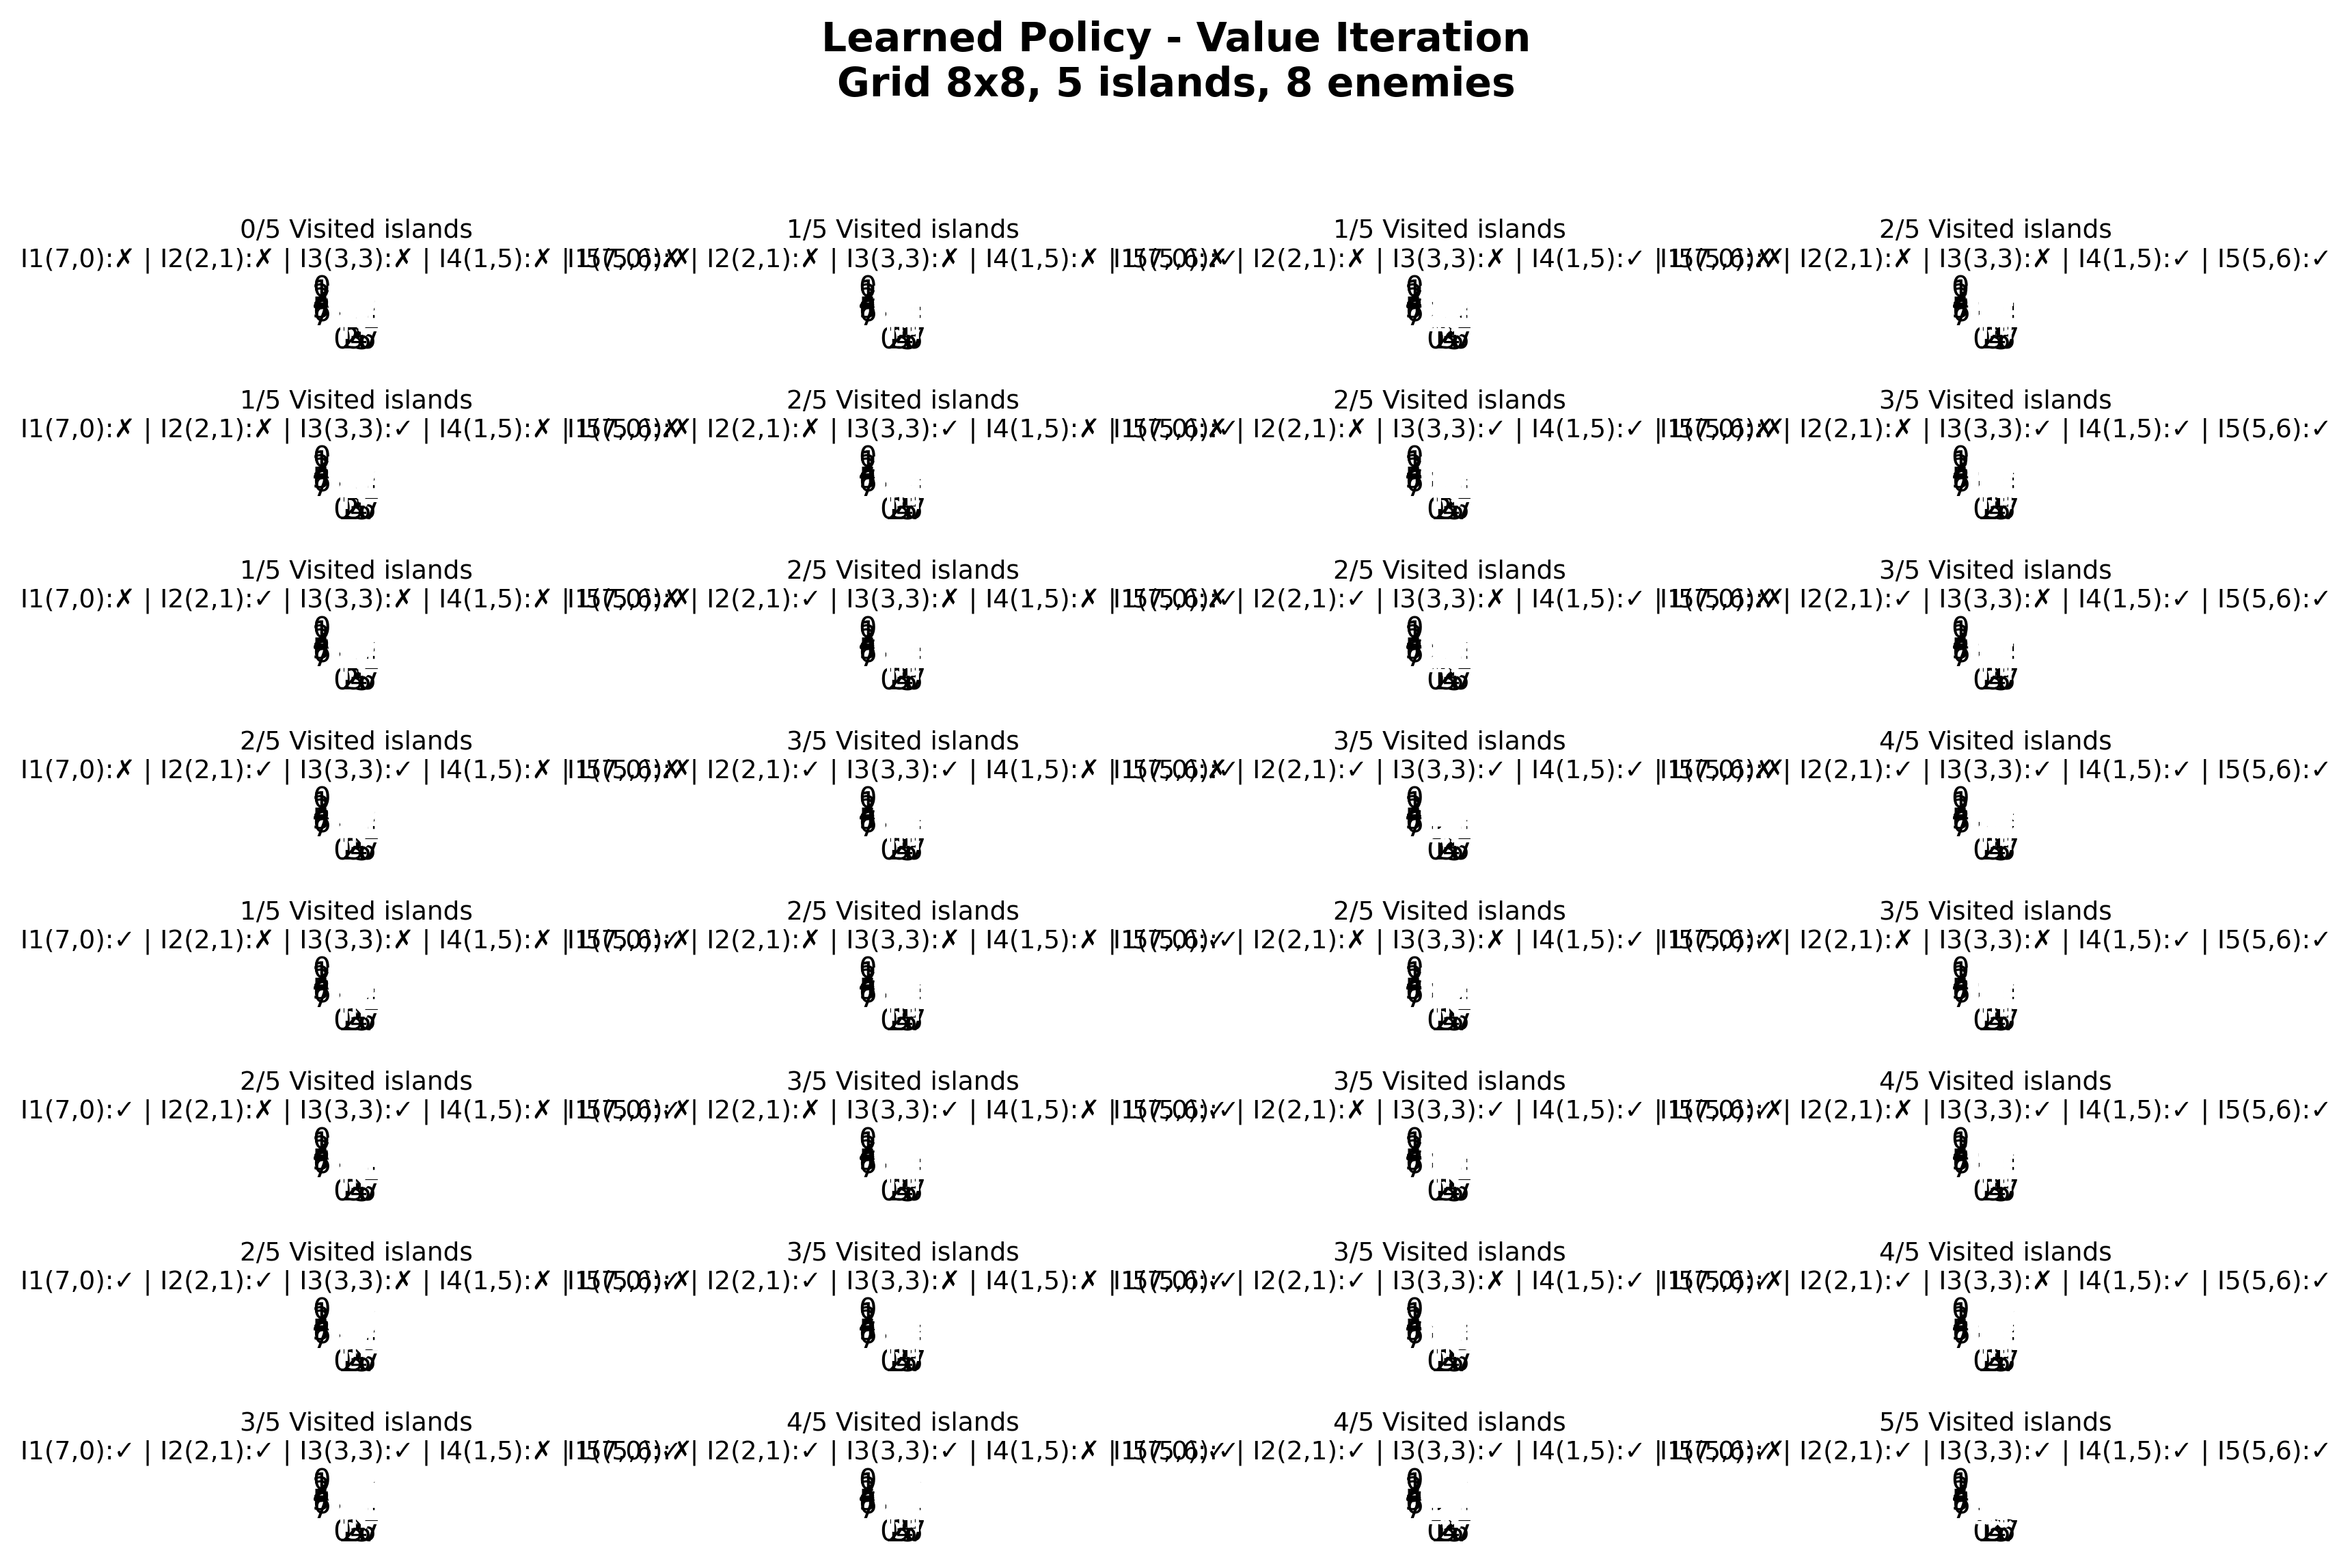 Learned Policy - Value Iteration
Grid 8x8, 5 islands, 8 enemies
0/5 Visited islands
I1(7,0):✗ | I2(2,1):✗ | I3(3,3):✗ | I4(1,5):✗ | I5(5,6):✗
1/5 Visited islands
I1(7,0):✗ | I2(2,1):✗ | I3(3,3):✗ | I4(1,5):✗ | I5(5,6):✓
1/5 Visited islands
I1(7,0):✗ | I2(2,1):✗ | I3(3,3):✗ | I4(1,5):✓ | I5(5,6):✗
2/5 Visited islands
I1(7,0):✗ | I2(2,1):✗ | I3(3,3):✗ | I4(1,5):✓ | I5(5,6):✓
1/5 Visited islands
I1(7,0):✗ | I2(2,1):✗ | I3(3,3):✓ | I4(1,5):✗ | I5(5,6):✗
2/5 Visited islands
I1(7,0):✗ | I2(2,1):✗ | I3(3,3):✓ | I4(1,5):✗ | I5(5,6):✓
2/5 Visited islands
I1(7,0):✗ | I2(2,1):✗ | I3(3,3):✓ | I4(1,5):✓ | I5(5,6):✗
3/5 Visited islands
I1(7,0):✗ | I2(2,1):✗ | I3(3,3):✓ | I4(1,5):✓ | I5(5,6):✓
1/5 Visited islands
I1(7,0):✗ | I2(2,1):✓ | I3(3,3):✗ | I4(1,5):✗ | I5(5,6):✗
2/5 Visited islands
I1(7,0):✗ | I2(2,1):✓ | I3(3,3):✗ | I4(1,5):✗ | I5(5,6):✓
2/5 Visited islands
I1(7,0):✗ | I2(2,1):✓ | I3(3,3):✗ | I4(1,5):✓ | I5(5,6):✗
3/5 Visited islands
I1(7,0):✗ | I2(2,1):✓ | I3(3,3):✗ | I4(1,5):✓ | I5(5,6):✓
2/5 Visited islands
I1(7,0):✗ | I2(2,1):✓ | I3(3,3):✓ | I4(1,5):✗ | I5(5,6):✗
3/5 Visited islands
I1(7,0):✗ | I2(2,1):✓ | I3(3,3):✓ | I4(1,5):✗ | I5(5,6):✓
3/5 Visited islands
I1(7,0):✗ | I2(2,1):✓ | I3(3,3):✓ | I4(1,5):✓ | I5(5,6):✗
4/5 Visited islands
I1(7,0):✗ | I2(2,1):✓ | I3(3,3):✓ | I4(1,5):✓ | I5(5,6):✓
1/5 Visited islands
I1(7,0):✓ | I2(2,1):✗ | I3(3,3):✗ | I4(1,5):✗ | I5(5,6):✗
2/5 Visited islands
I1(7,0):✓ | I2(2,1):✗ | I3(3,3):✗ | I4(1,5):✗ | I5(5,6):✓
2/5 Visited islands
I1(7,0):✓ | I2(2,1):✗ | I3(3,3):✗ | I4(1,5):✓ | I5(5,6):✗
3/5 Visited islands
I1(7,0):✓ | I2(2,1):✗ | I3(3,3):✗ | I4(1,5):✓ | I5(5,6):✓
2/5 Visited islands
I1(7,0):✓ | I2(2,1):✗ | I3(3,3):✓ | I4(1,5):✗ | I5(5,6):✗
3/5 Visited islands
I1(7,0):✓ | I2(2,1):✗ | I3(3,3):✓ | I4(1,5):✗ | I5(5,6):✓
3/5 Visited islands
I1(7,0):✓ | I2(2,1):✗ | I3(3,3):✓ | I4(1,5):✓ | I5(5,6):✗
4/5 Visited islands
I1(7,0):✓ | I2(2,1):✗ | I3(3,3):✓ | I4(1,5):✓ | I5(5,6):✓
2/5 Visited islands
I1(7,0):✓ | I2(2,1):✓ | I3(3,3):✗ | I4(1,5):✗ | I5(5,6):✗
3/5 Visited islands
I1(7,0):✓ | I2(2,1):✓ | I3(3,3):✗ | I4(1,5):✗ | I5(5,6):✓
3/5 Visited islands
I1(7,0):✓ | I2(2,1):✓ | I3(3,3):✗ | I4(1,5):✓ | I5(5,6):✗
4/5 Visited islands
I1(7,0):✓ | I2(2,1):✓ | I3(3,3):✗ | I4(1,5):✓ | I5(5,6):✓
3/5 Visited islands
I1(7,0):✓ | I2(2,1):✓ | I3(3,3):✓ | I4(1,5):✗ | I5(5,6):✗
4/5 Visited islands
I1(7,0):✓ | I2(2,1):✓ | I3(3,3):✓ | I4(1,5):✗ | I5(5,6):✓
4/5 Visited islands
I1(7,0):✓ | I2(2,1):✓ | I3(3,3):✓ | I4(1,5):✓ | I5(5,6):✗
5/5 Visited islands
I1(7,0):✓ | I2(2,1):✓ | I3(3,3):✓ | I4(1,5):✓ | I5(5,6):✓